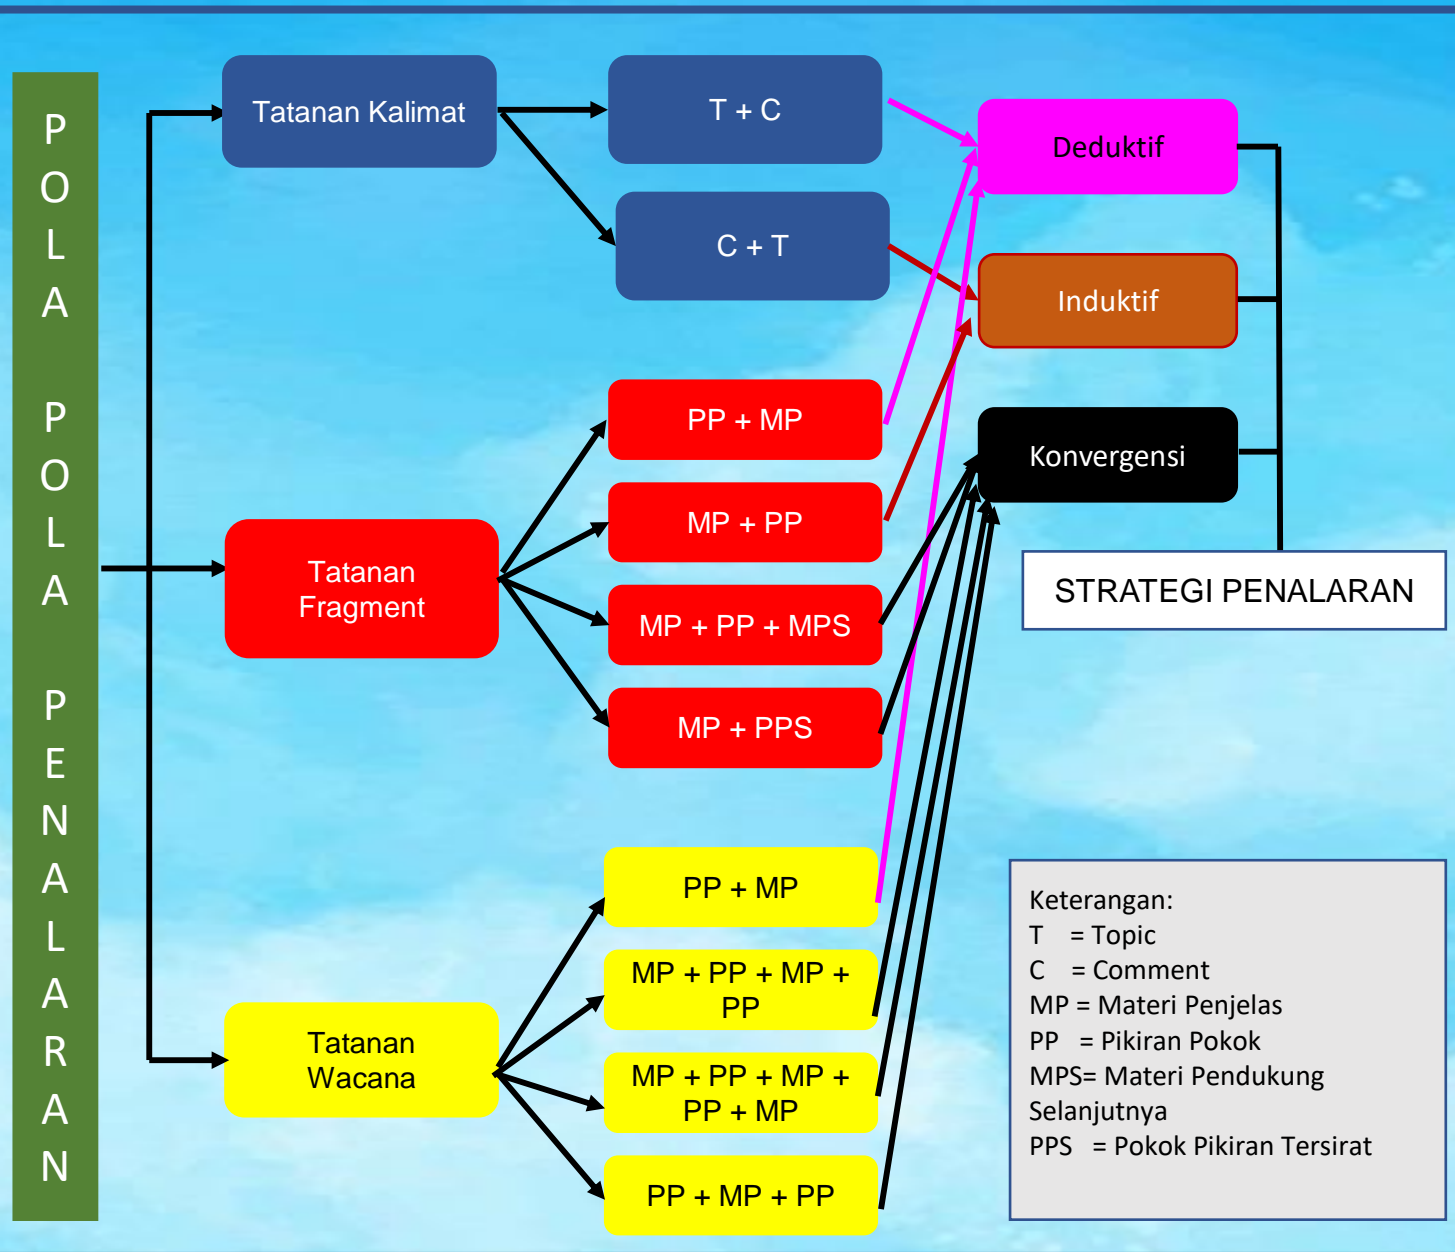 POLA POLA PENALARAN
Tatanan Kalimat
T + C
C + T
Tatanan
Fragment
PP + MP
MP + PP
MP + PP + MPS
MP + PPS
Tatanan
Wacana
PP + MP
MP + PP + MP +
PP
MP + PP + MP +
PP + MP
PP + MP + PP
Deduktif
Induktif
Konvergensi
STRATEGI PENALARAN
Keterangan:
T = Topic
C = Comment
MP = Materi Penjelas
PP = Pikiran Pokok
MPS= Materi Pendukung
Selanjutnya
PPS = Pokok Pikiran Tersirat